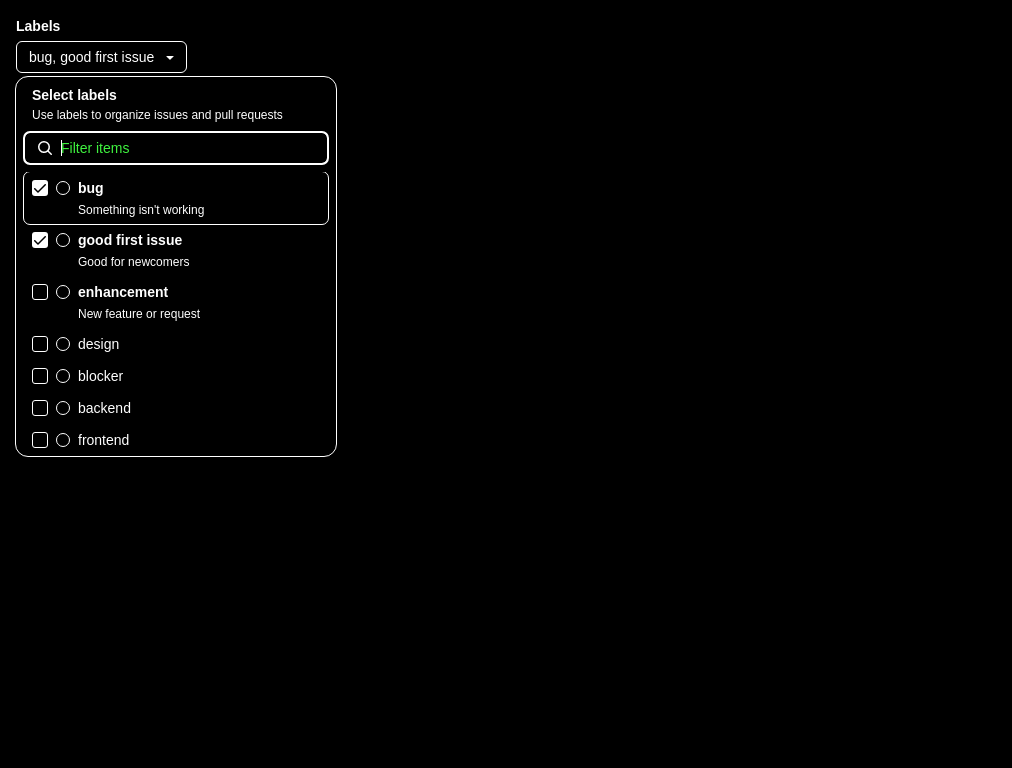 Labels
bug, good first issue
Select labels
Use labels to organize issues and pull requests
Filter items
bug
Something isn't working
good first issue
Good for newcomers
enhancement
New feature or request
design
blocker
backend
frontend